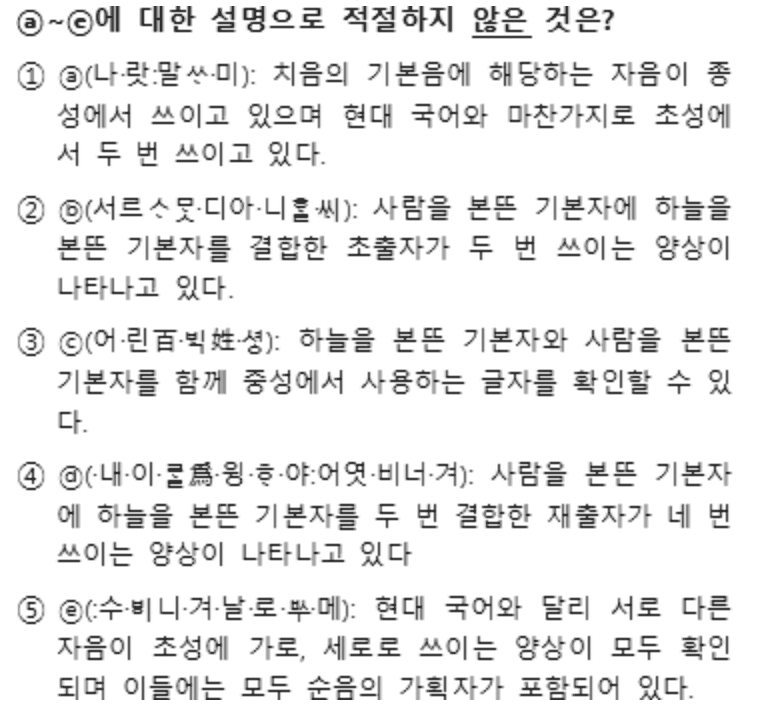 ⓐ~ⓔ에 대한 설명으로 적절하지 않은 것은?
① ⓐ(나·랏:말ᄊᆞ·미): 치음의 기본음에 해당하는 자음이 종
성에서 쓰이고 있으며 현대 국어와 마찬가지로 초성에
서 두 번 쓰이고 있다.
② ⓑ(서르ᄉᆞᄆᆞᆺ·디아·니ᄒᆞᆯ씨): 사람을 본뜬 기본자에 하늘을
본뜬 기본자를 결합한 초출자가 두 번 쓰이는 양상이
나타나고 있다.
③ ⓒ(어·린百·ᄇᆡᆨ姓·셩): 하늘을 본뜬 기본자와 사람을 본뜬
기본자를 함께 중성에서 사용하는 글자를 확인할 수 있
다.
④ ⓓ(·내·이·ᄅᆞᆯ爲·윙·ᄒᆞ·야:어엿·비너·겨): 사람을 본뜬 기본자
에 하늘을 본뜬 기본자를 두 번 결합한 재출자가 네 번
쓰이는 양상이 나타나고 있다
⑤ ⓔ(:수·ᄫᅵ니·겨·날·로·ᄡᅮ메): 현대 국어와 달리 서로 다른
자음이 초성에 가로, 세로로 쓰이는 양상이 모두 확인
되며 이들에는 모두 순음의 가획자가 포함되어 있다.